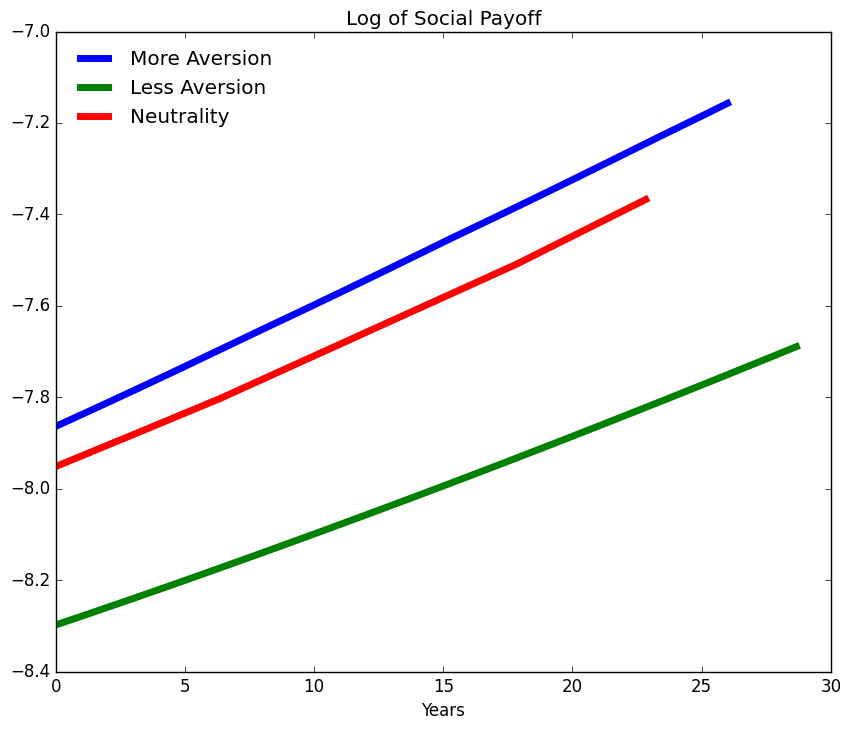 Log of Social Payoff
−7.0
−7.2
−7.4
−7.6
−7.8
−8.0
−8.2
−8.4
More Aversion
Less Aversion
Neutrality
0 5 10 15 20 25 30
Years